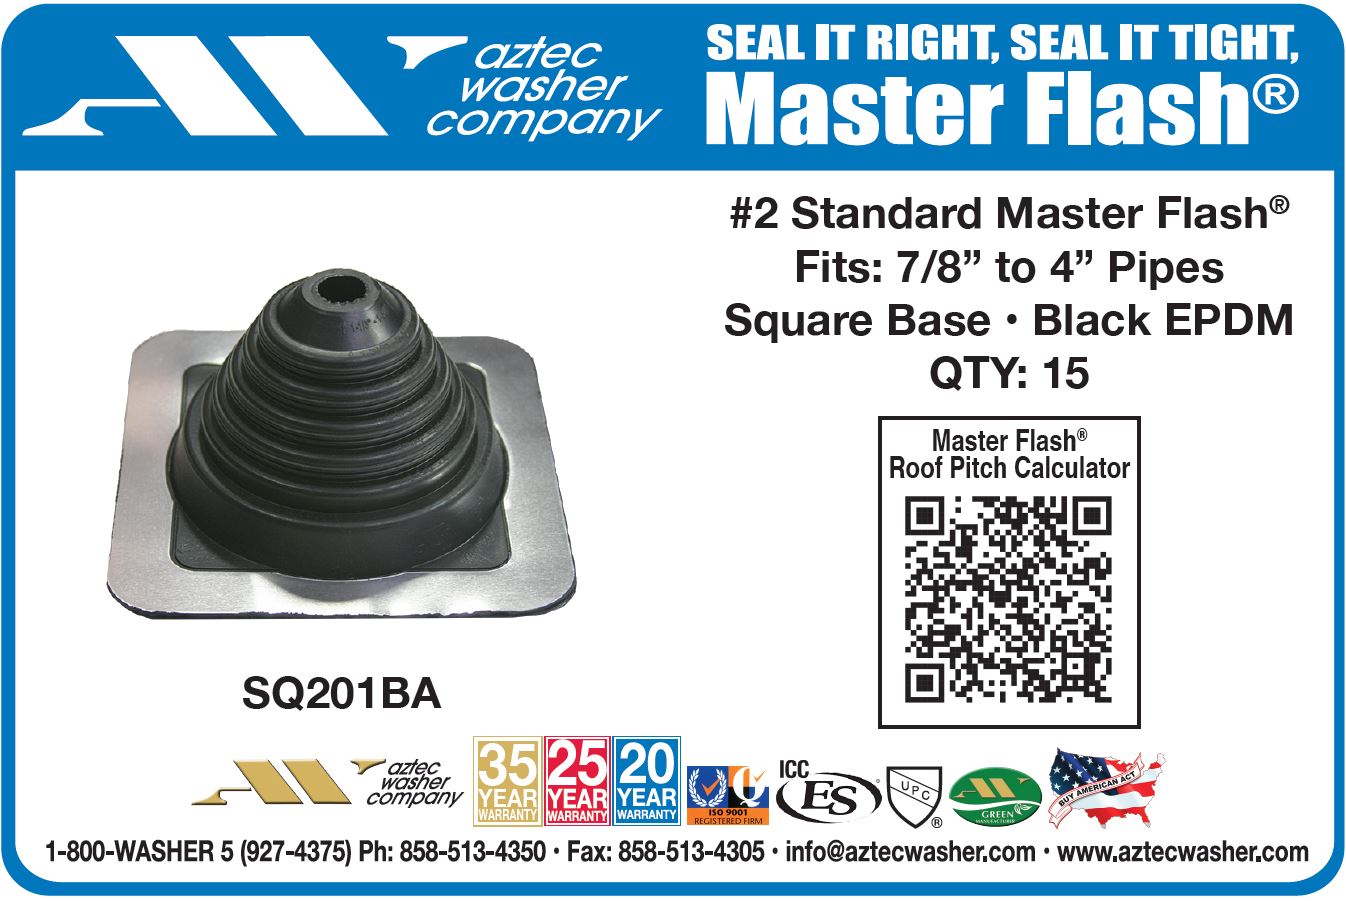 aztec
washer
company
SEAL IT RIGHT, SEAL IT TIGHT,
Master Flash®
#2 Standard Master Flash®
Fits: 7/8” to 4” Pipes
Square Base • Black EPDM
QTY: 15
Master Flash®
Roof Pitch Calculator
SQ201BA
aztec
washer
company
35
YEAR
WARRANTY
25
YEAR
WARRANTY
20
YEAR
WARRANTY
ISO 9001
REGISTERED FIRM
ICC
ES
UPC
®
GREEN
MANUFACTURER
BUY AMERICAN ACT
1-800-WASHER 5 (927-4375) Ph: 858-513-4350 • Fax: 858-513-4305 • info@aztecwasher.com • www.aztecwasher.com